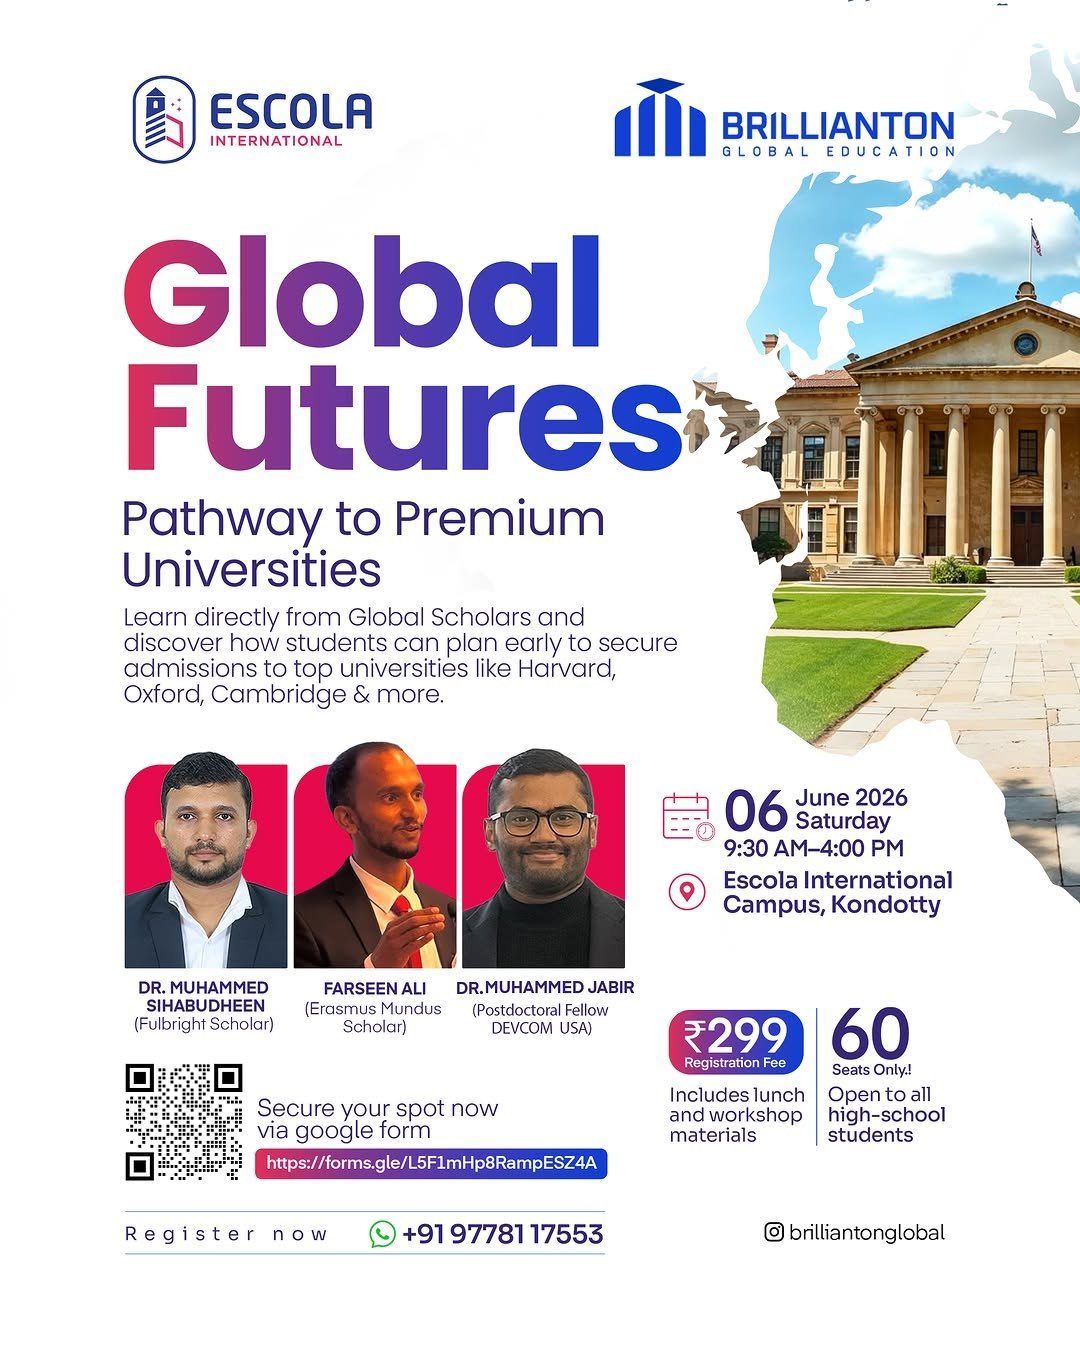 ESCOLA
INTERNATIONAL
BRILLIANTON
GLOBAL EDUCATION
Global
Futures
Pathway to Premium
Universities
Learn directly from Global Scholars and
discover how students can plan early to secure
admissions to top universities like Harvard,
Oxford, Cambridge & more.
DR. MUHAMMED
SIHABUDHEEN
(Fulbright Scholar)
FARSEEN ALI
(Erasmus Mundus
Scholar)
DR. MUHAMMED JABIR
(Postdoctoral Fellow
DEVCOM USA)
06 June 2026
Saturday
9:30 AM–4:00 PM
Escola International
Campus, Kondotty
₹299
Registration Fee
Includes lunch
and workshop
materials
60
Seats Only.!
Open to all
high-school
students
Secure your spot now
via google form
https://forms.gle/L5F1mHp8RampESZ4A
Register now
+91 97781 17553
brilliantonglobal